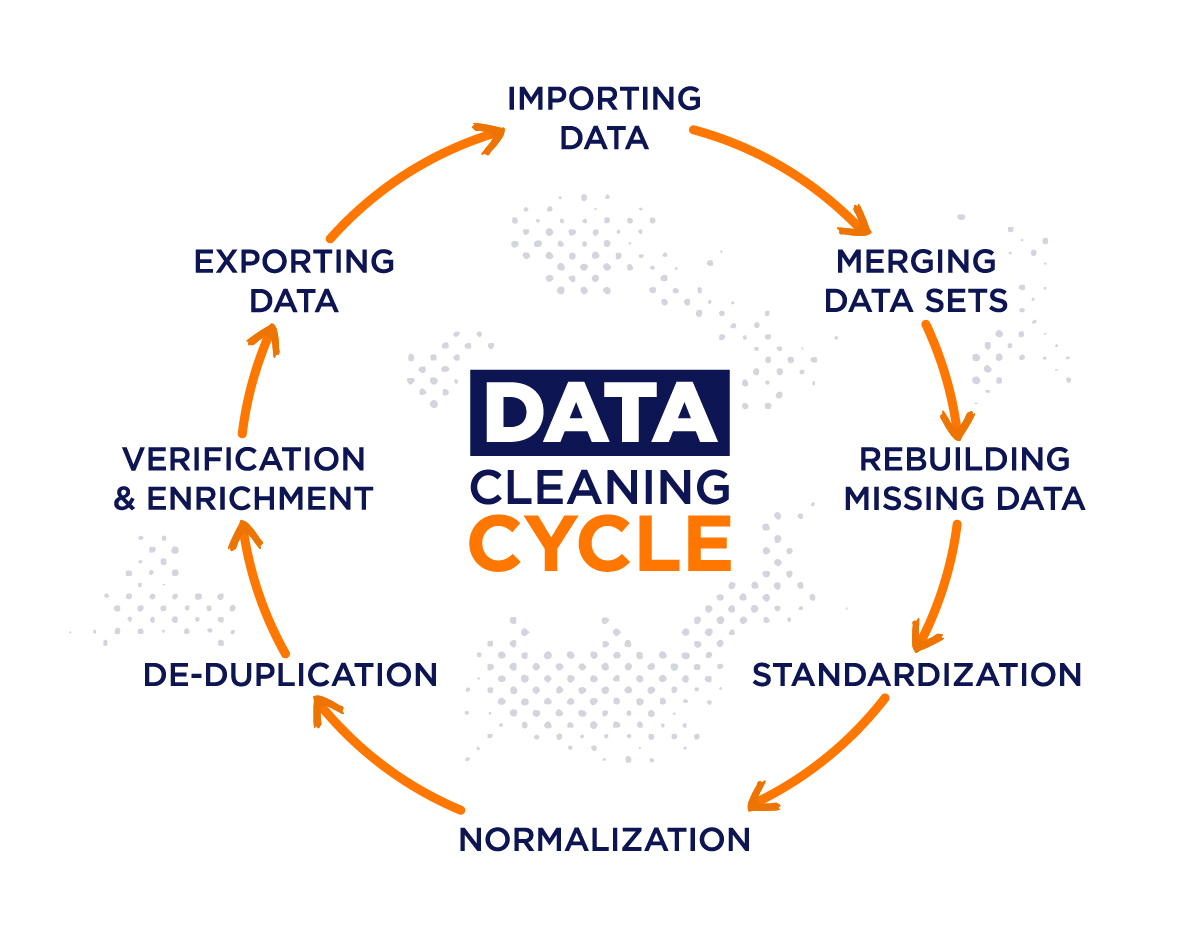 IMPORTING
DATA
MERGING
DATA SETS
REBUILDING
MISSING DATA
STANDARDIZATION
NORMALIZATION
DE-DUPLICATION
VERIFICATION
& ENRICHMENT
EXPORTING
DATA
DATA
CLEANING
CYCLE